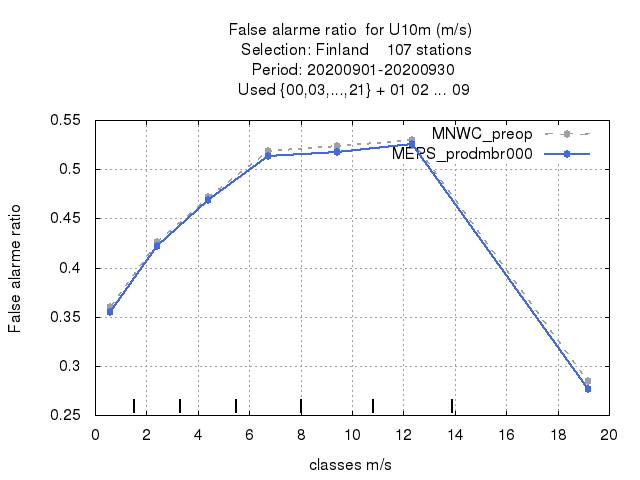 False alarme ratio  for U10m (m/s)
Selection: Finland    107 stations
Period: 20200901-20200930
Used {00,03,...,21} + 01 02 ... 09
0.55
0.5
0.45
0.4
0.35
0.3
0.25
False alarme ratio
MNWC_preop
MEPS_prodmbr000
0 2 4 6 8 10 12 14 16 18 20
classes m/s